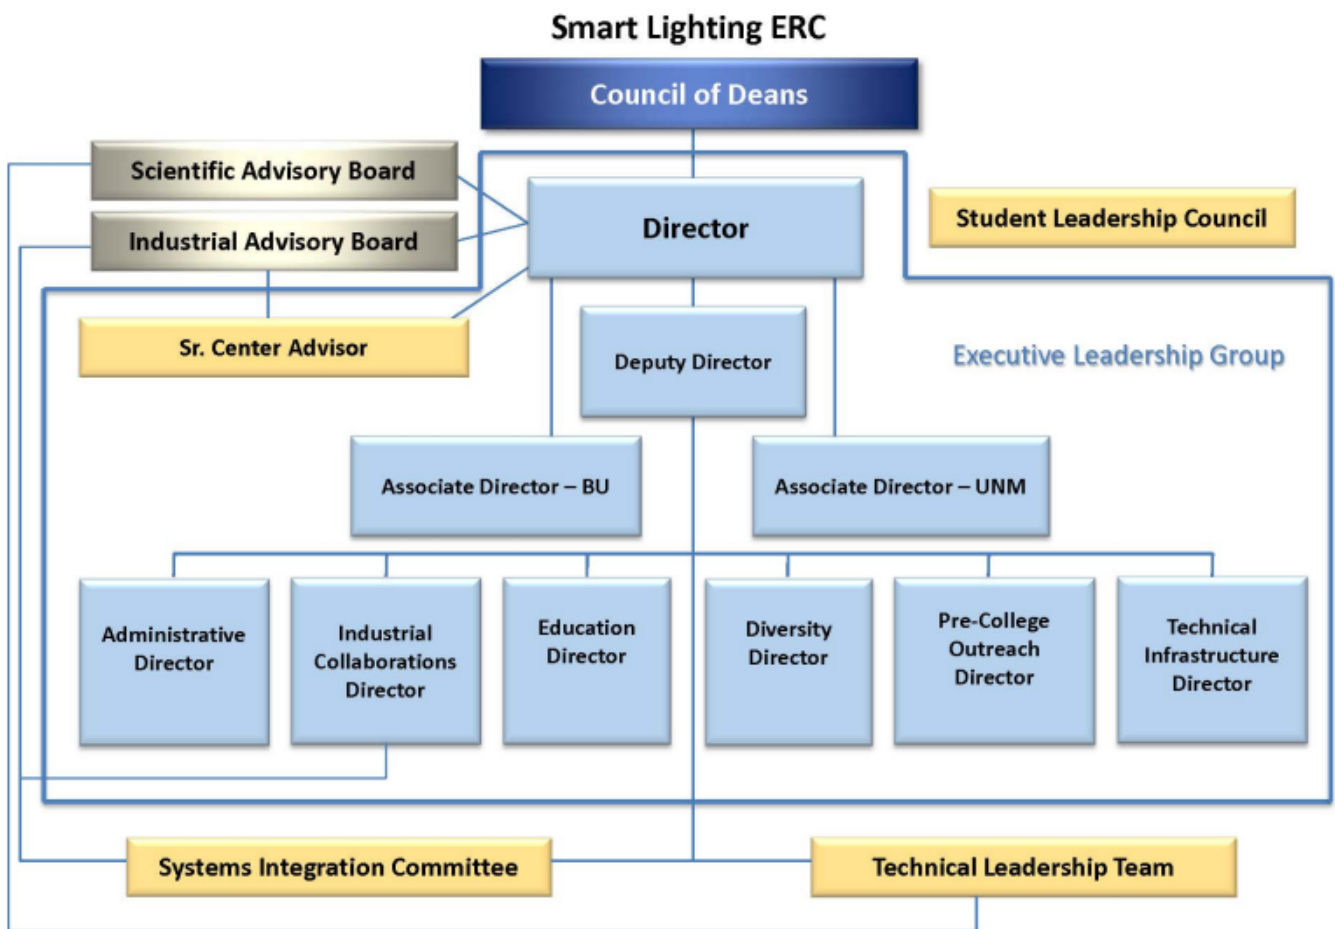 Smart Lighting ERC
Council of Deans
Scientific Advisory Board
Industrial Advisory Board
Director
Student Leadership Council
Sr. Center Advisor
Deputy Director
Executive Leadership Group
Associate Director – BU
Associate Director – UNM
Administrative
Director
Industrial
Collaborations
Director
Education
Director
Diversity
Director
Pre-College
Outreach
Director
Technical
Infrastructure
Director
Systems Integration Committee
Technical Leadership Team